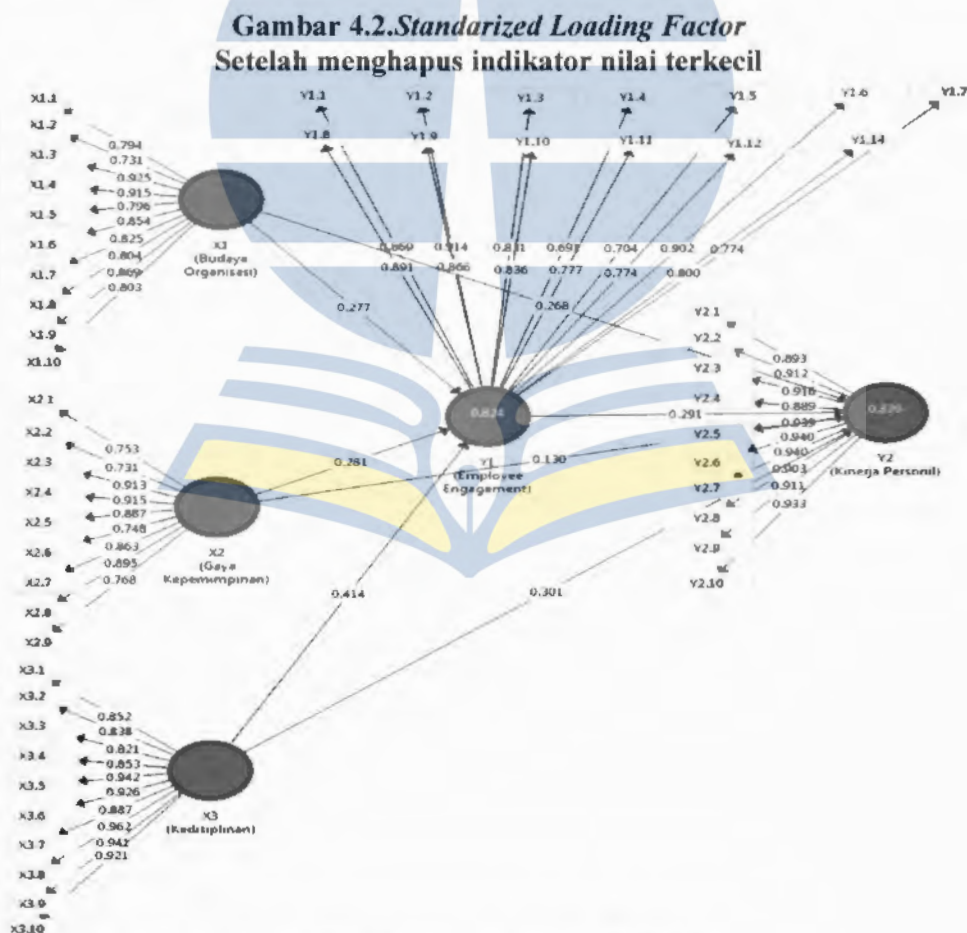 Gambar 4.2.Standarized Loading Factor
Setelah menghapus indikator nilai terkecil
X1.1
X1.2
X1.3
X1.4
X1.5
X1.6
X1.7
X1.8
X1.9
X1.10
0.794
0.731
0.925
0.915
0.796
0.854
0.825
0.804
0.869
0.803
X1
(Budaya
Organisasi)
Y1.1
Y1.2
Y1.3
Y1.4
Y1.5
Y1.6
Y1.7
Y1.8
Y1.9
Y1.10
Y1.11
Y1.12
Y1.14
0.869
0.914
0.704
0.902
0.774
0.891
0.866
0.836
0.777
0.774
0.800
0.277
0.268
X2.1
X2.2
X2.3
X2.4
X2.5
X2.6
X2.7
X2.8
X2.9
0.753
0.731
0.913
0.915
0.887
0.748
0.863
0.895
0.768
X2
(Gaya
Kepemimpinan)
0.281
0.130
0.291
Y1
(Employee
Engagement)
Y2.1
Y2.2
Y2.3
Y2.4
Y2.5
Y2.6
Y2.7
Y2.8
Y2.9
Y2.10
0.893
0.912
0.916
0.889
0.939
0.940
0.940
0.903
0.911
0.933
Y2
(Kinerja Personil)
0.414
0.301
X3.1
X3.2
X3.3
X3.4
X3.5
X3.6
X3.7
X3.8
X3.9
X3.10
0.852
0.838
0.821
0.853
0.942
0.926
0.887
0.962
0.942
0.921
X3
(Kedisiplinan)